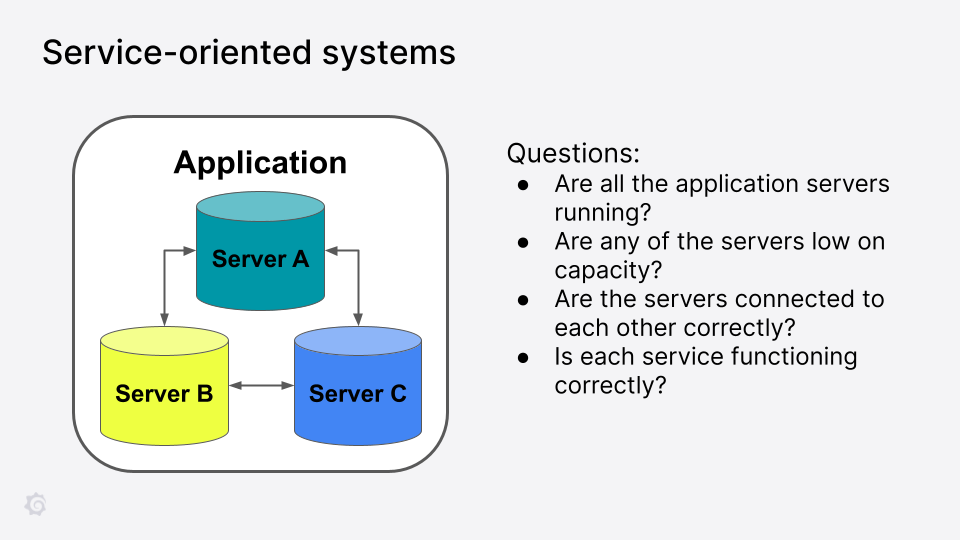 Service-oriented systems
Application
Server A
Server B
Server C
Questions:
● Are all the application servers
running?
● Are any of the servers low on
capacity?
● Are the servers connected to
each other correctly?
● Is each service functioning
correctly?